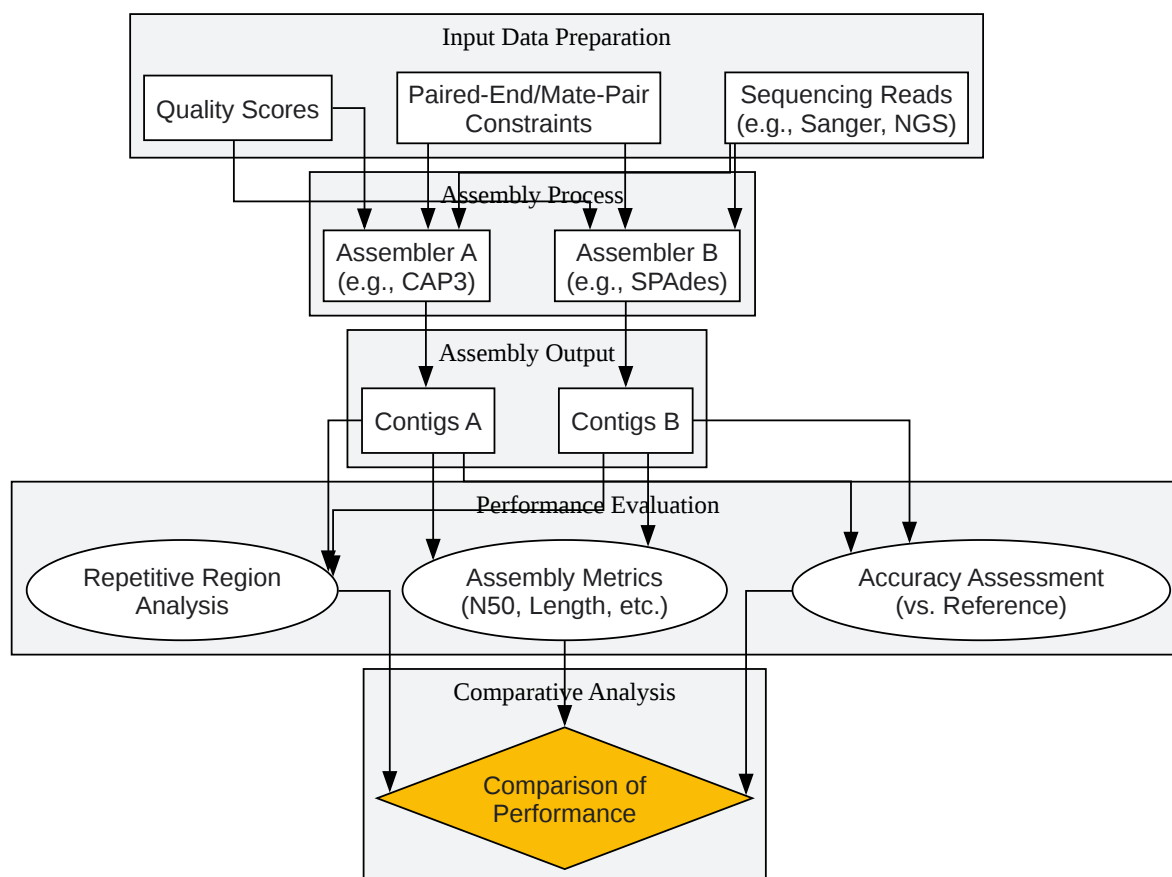 Input Data Preparation
Quality Scores
Paired-End/Mate-Pair
Constraints
Sequencing Reads
(e.g., Sanger, NGS)
Assembly Process
Assembler A
(e.g., CAP3)
Assembler B
(e.g., SPAdes)
Assembly Output
Contigs A
Contigs B
Performance Evaluation
Repetitive Region
Analysis
Assembly Metrics
(N50, Length, etc.)
Accuracy Assessment
(vs. Reference)
Comparative Analysis
Comparison of
Performance